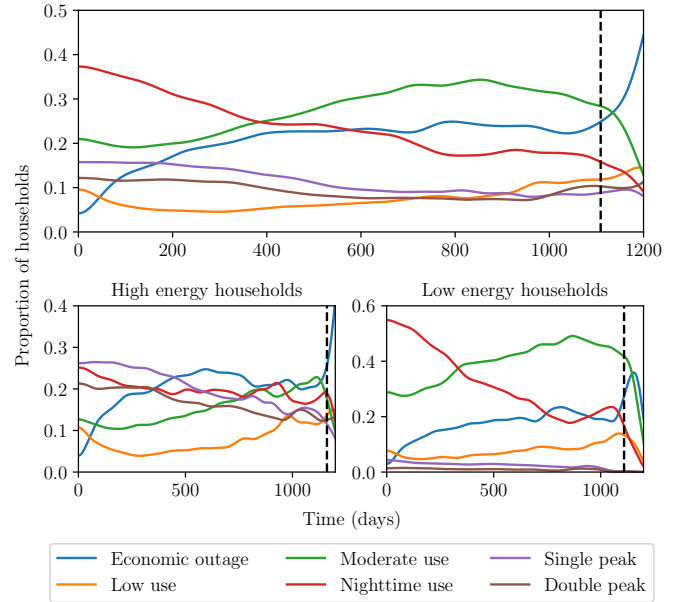 Proportion of households
0.5
0.4
0.3
0.2
0.1
0.0
0 200 400 600 800 1000 1200
High energy households
0.4
0.3
0.2
0.1
0.0
0 500 1000
Low energy households
0.6
0.4
0.2
0.0
0 500 1000
Time (days)
Economic outage Moderate use Single peak
Low use Nighttime use Double peak